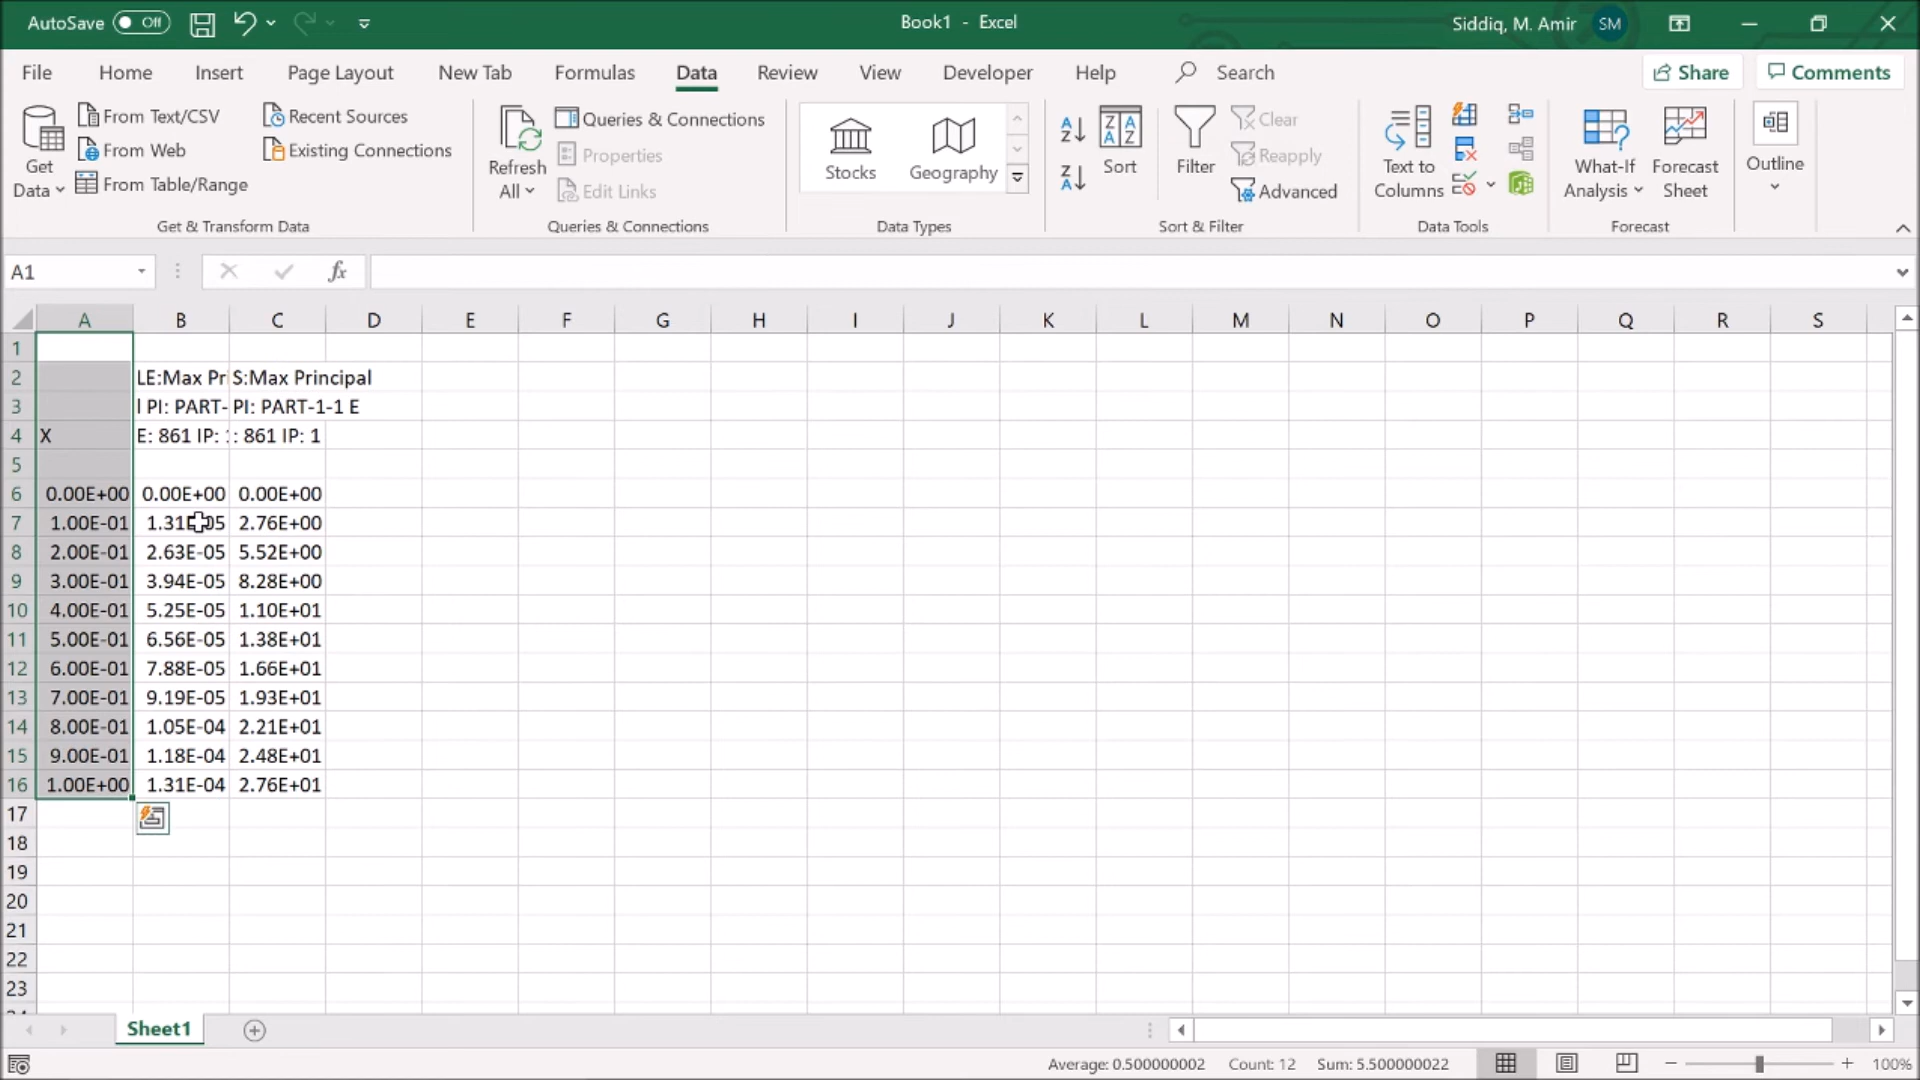 AutoSave Off Book1 - Excel Siddiq, M. Amir SM
File Home Insert Page Layout New Tab Formulas Data Review View Developer Help Search Share Comments
Get Data
From Text/CSV
From Web
From Table/Range
Recent Sources
Existing Connections
Get & Transform Data
Refresh All
Queries & Connections
Properties
Edit Links
Queries & Connections
Stocks
Geography
Data Types
Sort
Filter
Clear
Reapply
Advanced
Sort & Filter
Text to Columns
Data Tools
What-If Analysis
Forecast Sheet
Forecast
Outline
A1 fx
A B C D E F G H I J K L M N O P Q R S
1
2 LE:Max Pri S:Max Principal
3 l PI: PART- PI: PART-1-1 E
4 X E: 861 IP: 1 : 861 IP: 1
5
6 0.00E+00 0.00E+00 0.00E+00
7 1.00E-01 1.31E-05 2.76E+00
8 2.00E-01 2.63E-05 5.52E+00
9 3.00E-01 3.94E-05 8.28E+00
10 4.00E-01 5.25E-05 1.10E+01
11 5.00E-01 6.56E-05 1.38E+01
12 6.00E-01 7.88E-05 1.66E+01
13 7.00E-01 9.19E-05 1.93E+01
14 8.00E-01 1.05E-04 2.21E+01
15 9.00E-01 1.18E-04 2.48E+01
16 1.00E+00 1.31E-04 2.76E+01
17
18
19
20
21
22
23
Sheet1
Average: 0.500000002 Count: 12 Sum: 5.500000022 100%